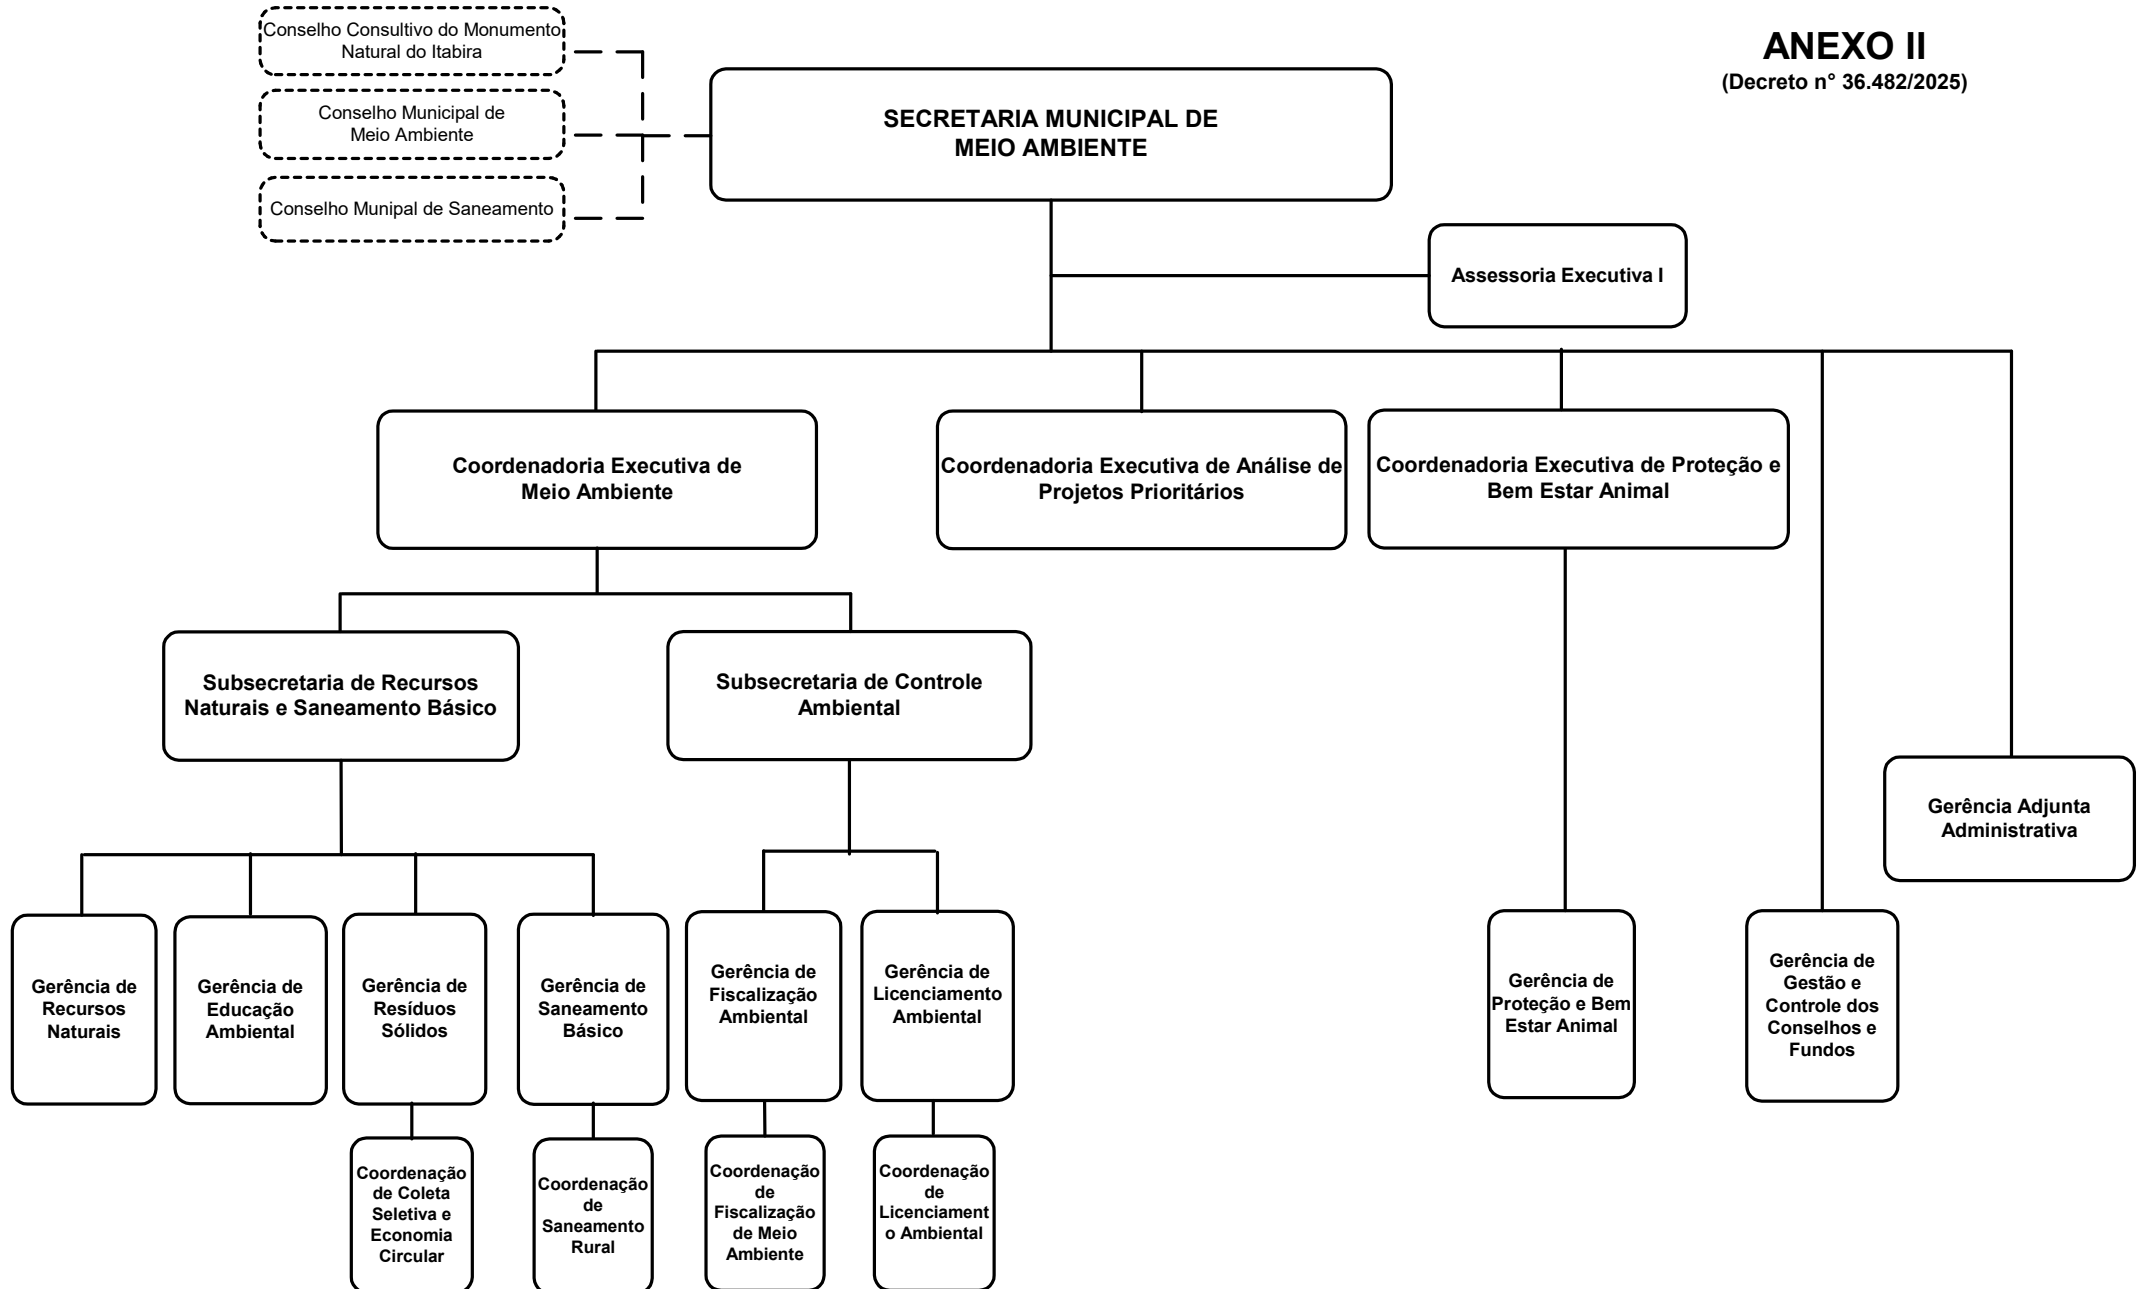 Conselho Consultivo do Monumento
Natural do Itabira
ANEXO II
(Decreto n° 36.482/2025)
Conselho Municipal de
Meio Ambiente
SECRETARIA MUNICIPAL DE
MEIO AMBIENTE
Conselho Munipal de Saneamento
Assessoria Executiva I
Coordenadoria Executiva de
Meio Ambiente
Coordenadoria Executiva de Análise de
Projetos Prioritários
Coordenadoria Executiva de Proteção e
Bem Estar Animal
Subsecretaria de Recursos
Naturais e Saneamento Básico
Subsecretaria de Controle
Ambiental
Gerência Adjunta
Administrativa
Gerência de
Recursos
Naturais
Gerência de
Educação
Ambiental
Gerência de
Resíduos
Sólidos
Gerência de
Saneamento
Básico
Gerência de
Fiscalização
Ambiental
Gerência de
Licenciamento
Ambiental
Gerência de
Proteção e Bem
Estar Animal
Gerência de
Gestão e
Controle dos
Conselhos e
Fundos
Coordenação
de Coleta
Seletiva e
Economia
Circular
Coordenação
de
Saneamento
Rural
Coordenação
de
Fiscalização
de Meio
Ambiente
Coordenação
de
Licenciament
o Ambiental